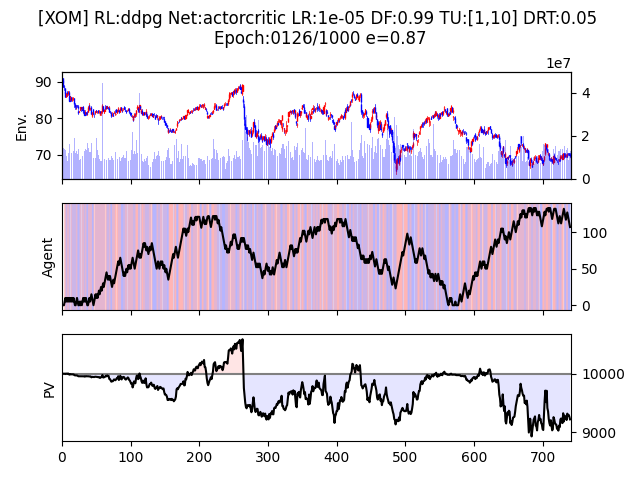 [XOM] RL:ddpg Net:actorcritic LR:1e-05 DF:0.99 TU:[1,10] DRT:0.05
Epoch:0126/1000 e=0.87
1e7
90
80
70
Env.
4
2
0
Agent
100
50
0
PV
10000
9000
0 100 200 300 400 500 600 700